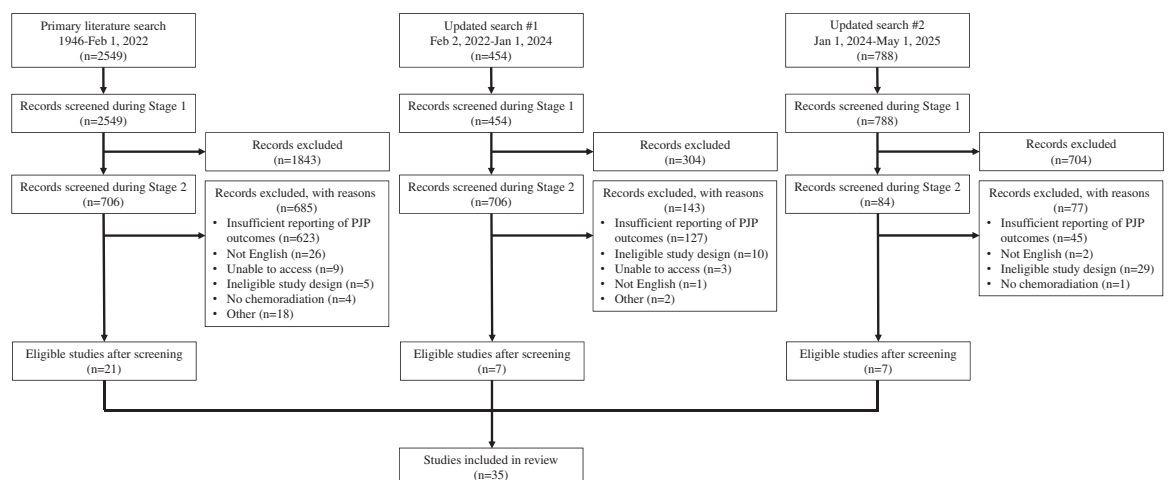 Primary literature search
1946-Feb 1, 2022
(n=2549)
Records screened during Stage 1
(n=2549)
Records excluded
(n=1843)
Records screened during Stage 2
(n=706)
Records excluded, with reasons
(n=685)
• Insufficient reporting of PJP
outcomes (n=623)
• Not English (n=26)
• Unable to access (n=9)
• Ineligible study design (n=5)
• No chemoradiation (n=4)
• Other (n=18)
Eligible studies after screening
(n=21)
Updated search #1
Feb 2, 2022-Jan 1, 2024
(n=454)
Records screened during Stage 1
(n=454)
Records excluded
(n=304)
Records screened during Stage 2
(n=706)
Records excluded, with reasons
(n=143)
• Insufficient reporting of PJP
outcomes (n=127)
• Ineligible study design (n=10)
• Unable to access (n=3)
• Not English (n=1)
• Other (n=2)
Eligible studies after screening
(n=7)
Updated search #2
Jan 1, 2024-May 1, 2025
(n=788)
Records screened during Stage 1
(n=788)
Records excluded
(n=704)
Records screened during Stage 2
(n=84)
Records excluded, with reasons
(n=77)
• Insufficient reporting of PJP
outcomes (n=45)
• Not English (n=2)
• Ineligible study design (n=29)
• No chemoradiation (n=1)
Eligible studies after screening
(n=7)
Studies included in review
(n=35)